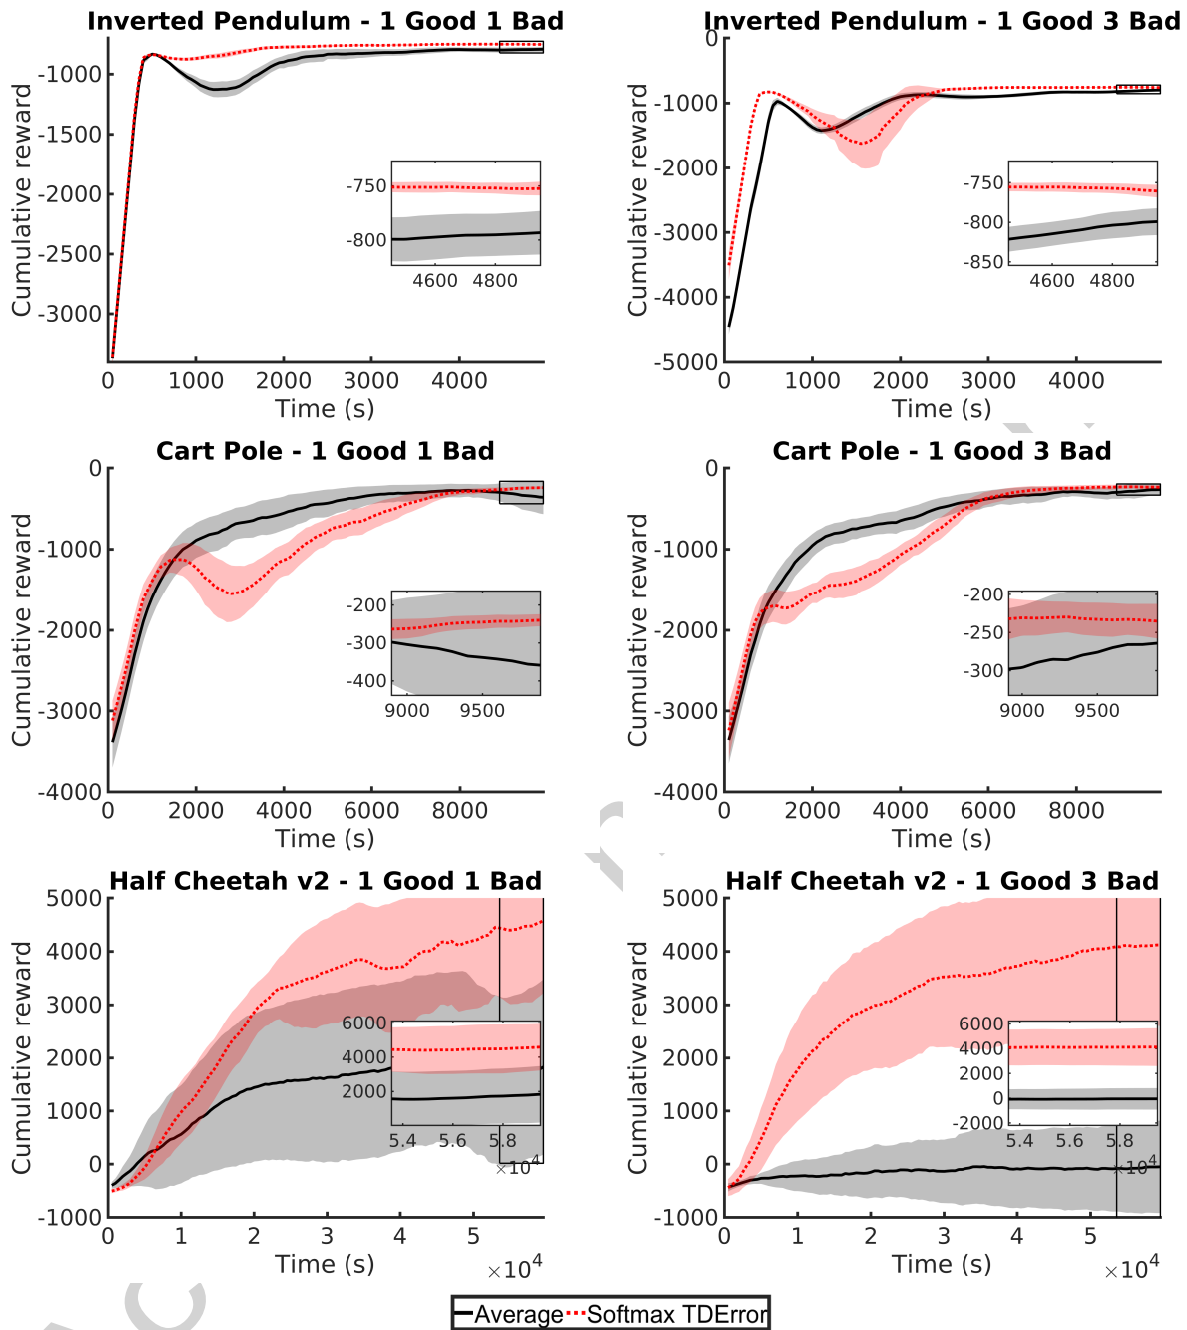 Inverted Pendulum - 1 Good 1 Bad
Cumulative reward
-1000
-1500
-2000
-2500
-3000
-750
-800
4600 4800
0 1000 2000 3000 4000
Time (s)
Inverted Pendulum - 1 Good 3 Bad
Cumulative reward
0
-1000
-2000
-3000
-4000
-5000
-750
-800
-850
4600 4800
0 1000 2000 3000 4000
Time (s)
Cart Pole - 1 Good 1 Bad
Cumulative reward
0
-1000
-2000
-3000
-4000
-200
-300
-400
9000 9500
0 2000 4000 6000 8000
Time (s)
Cart Pole - 1 Good 3 Bad
Cumulative reward
0
-1000
-2000
-3000
-4000
-200
-250
-300
9000 9500
0 2000 4000 6000 8000
Time (s)
Half Cheetah v2 - 1 Good 1 Bad
Cumulative reward
5000
4000
3000
2000
1000
0
-1000
6000
4000
2000
5.4 5.6 5.8
×10⁴
0 1 2 3 4 5
Time (s)
×10⁴
Half Cheetah v2 - 1 Good 3 Bad
Cumulative reward
5000
4000
3000
2000
1000
0
-1000
6000
4000
2000
0
-2000
5.4 5.6 5.8
×10⁴
0 1 2 3 4 5
Time (s)
×10⁴
Average Softmax TDError